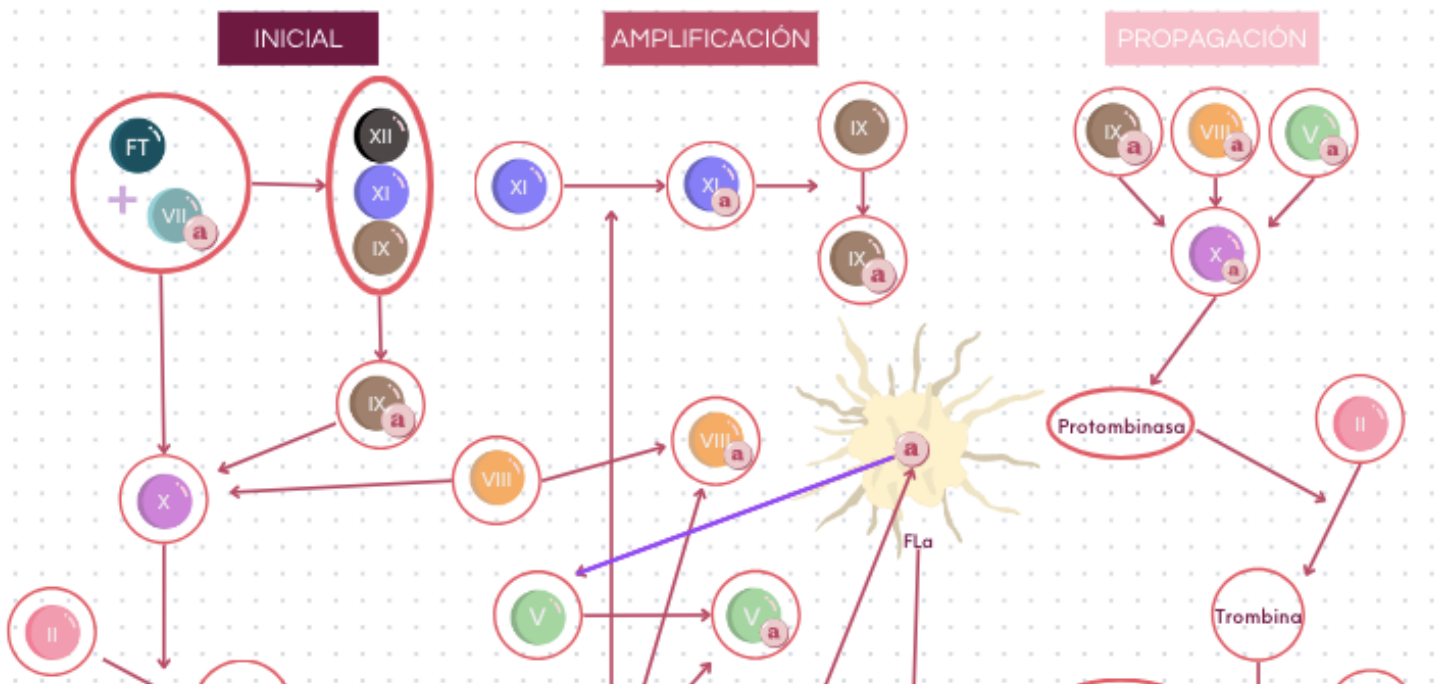 INICIAL
AMPLIFICACIÓN
PROPAGACIÓN
FT
+
VII a
XII
XI
IX
IX a
X
II
XI
XI a
IX
IX a
VIII
VIII a
a
FLa
V
V a
IX a
VIII a
V a
X a
Protombinasa
II
Trombina